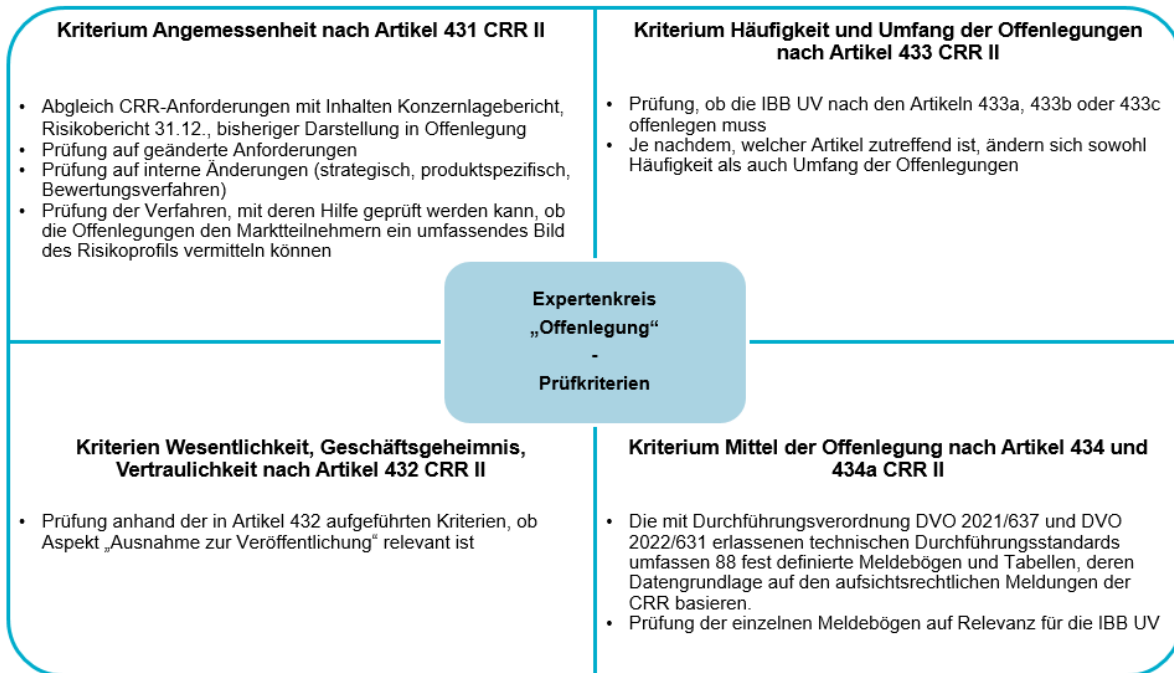 Kriterium Angemessenheit nach Artikel 431 CRR II
• Abgleich CRR-Anforderungen mit Inhalten Konzernlagebericht,
Risikobericht 31.12., bisheriger Darstellung in Offenlegung
• Prüfung auf geänderte Anforderungen
• Prüfung auf interne Änderungen (strategisch, produktspezifisch,
Bewertungsverfahren)
• Prüfung der Verfahren, mit deren Hilfe geprüft werden kann, ob
die Offenlegungen den Marktteilnehmern ein umfassendes Bild
des Risikoprofils vermitteln können
Kriterium Häufigkeit und Umfang der Offenlegungen
nach Artikel 433 CRR II
• Prüfung, ob die IBB UV nach den Artikeln 433a, 433b oder 433c
offenlegen muss
• Je nachdem, welcher Artikel zutreffend ist, ändern sich sowohl
Häufigkeit als auch Umfang der Offenlegungen
Expertenkreis
„Offenlegung“
-
Prüfkriterien
Kriterien Wesentlichkeit, Geschäftsgeheimnis,
Vertraulichkeit nach Artikel 432 CRR II
• Prüfung anhand der in Artikel 432 aufgeführten Kriterien, ob
Aspekt „Ausnahme zur Veröffentlichung“ relevant ist
Kriterium Mittel der Offenlegung nach Artikel 434 und
434a CRR II
• Die mit Durchführungsverordnung DVO 2021/637 und DVO
2022/631 erlassenen technischen Durchführungsstandards
umfassen 88 fest definierte Meldebögen und Tabellen, deren
Datengrundlage auf den aufsichtsrechtlichen Meldungen der
CRR basieren.
• Prüfung der einzelnen Meldebögen auf Relevanz für die IBB UV